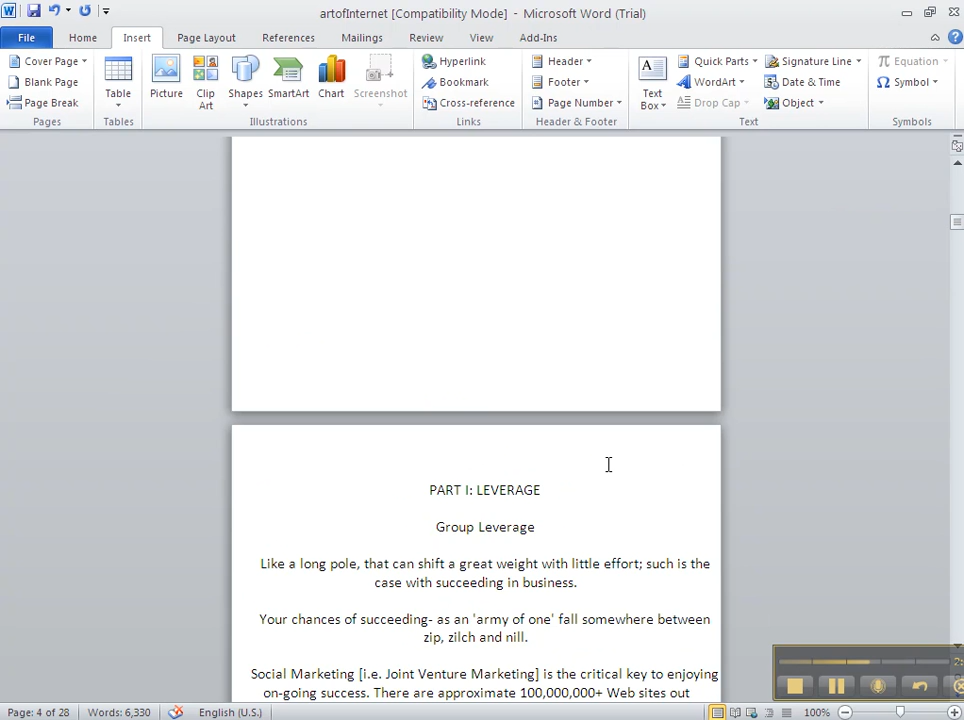 artofInternet [Compatibility Mode] - Microsoft Word (Trial)
File Home Insert Page Layout References Mailings Review View Add-Ins
Cover Page
Blank Page
Page Break
Pages
Table
Tables
Picture
Clip Art
Shapes
SmartArt
Chart
Screenshot
Illustrations
Hyperlink
Bookmark
Cross-reference
Links
Header
Footer
Page Number
Header & Footer
Text Box
Quick Parts
WordArt
Drop Cap
Signature Line
Date & Time
Object
Text
Equation
Symbol
Symbols
PART I: LEVERAGE
Group Leverage
Like a long pole, that can shift a great weight with little effort; such is the
case with succeeding in business.
Your chances of succeeding- as an 'army of one' fall somewhere between
zip, zilch and nill.
Social Marketing [i.e. Joint Venture Marketing] is the critical key to enjoying
on-going success. There are approximate 100,000,000+ Web sites out
Page: 4 of 28 Words: 6,330 English (U.S.) 100%